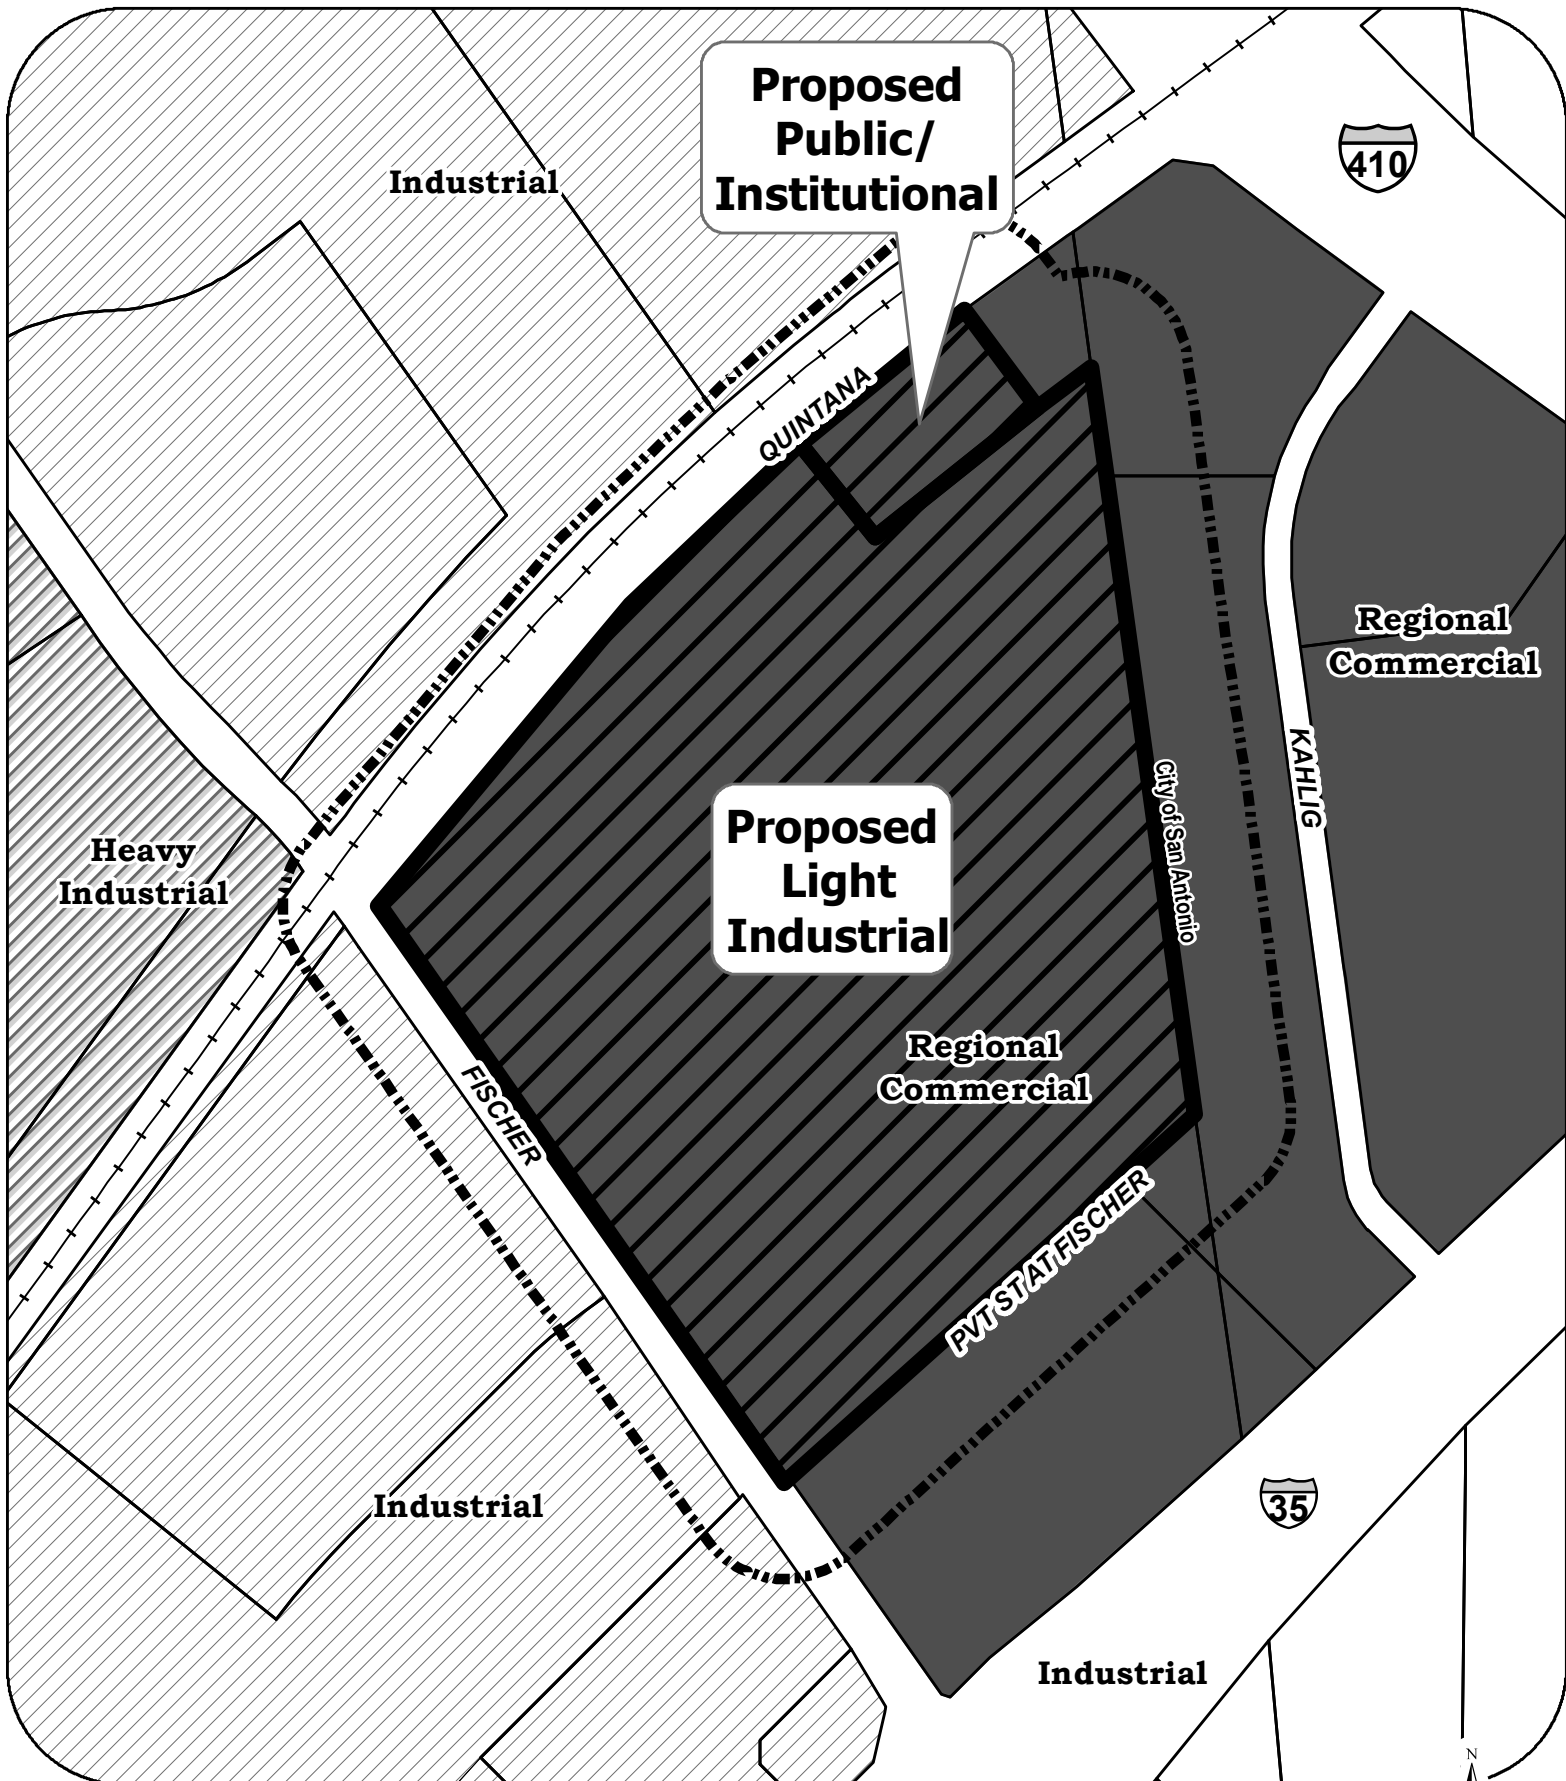 Proposed
Public/
Institutional
410
Industrial
QUINTANA
Regional
Commercial
KAHLIG
City of San Antonio
Proposed
Light
Industrial
Heavy
Industrial
Regional
Commercial
FISCHER
PVT ST AT FISCHER
Industrial
35
Industrial
N